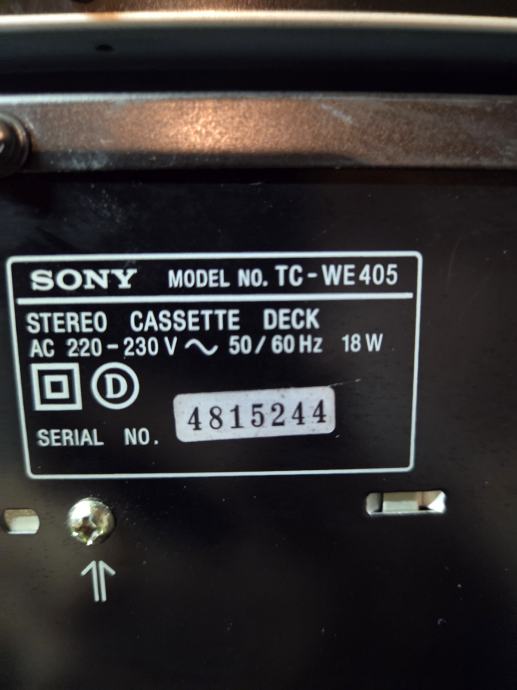 SONY MODEL NO. TC-WE405
STEREO CASSETTE DECK
AC 220-230 V ~ 50/60 Hz 18 W
D
SERIAL NO. 4815244